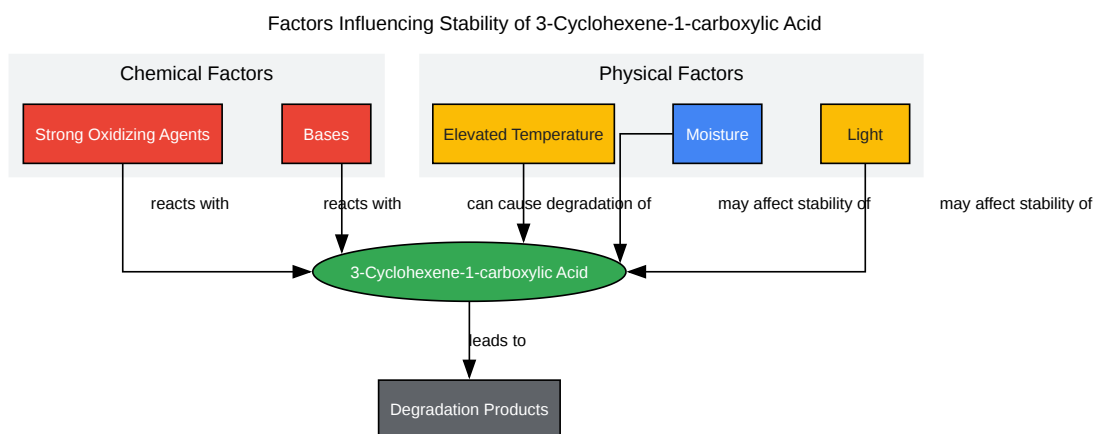 Factors Influencing Stability of 3-Cyclohexene-1-carboxylic Acid
Chemical Factors
Physical Factors
Strong Oxidizing Agents
Bases
Elevated Temperature
Moisture
Light
reacts with
reacts with
can cause degradation of
may affect stability of
may affect stability of
3-Cyclohexene-1-carboxylic Acid
leads to
Degradation Products